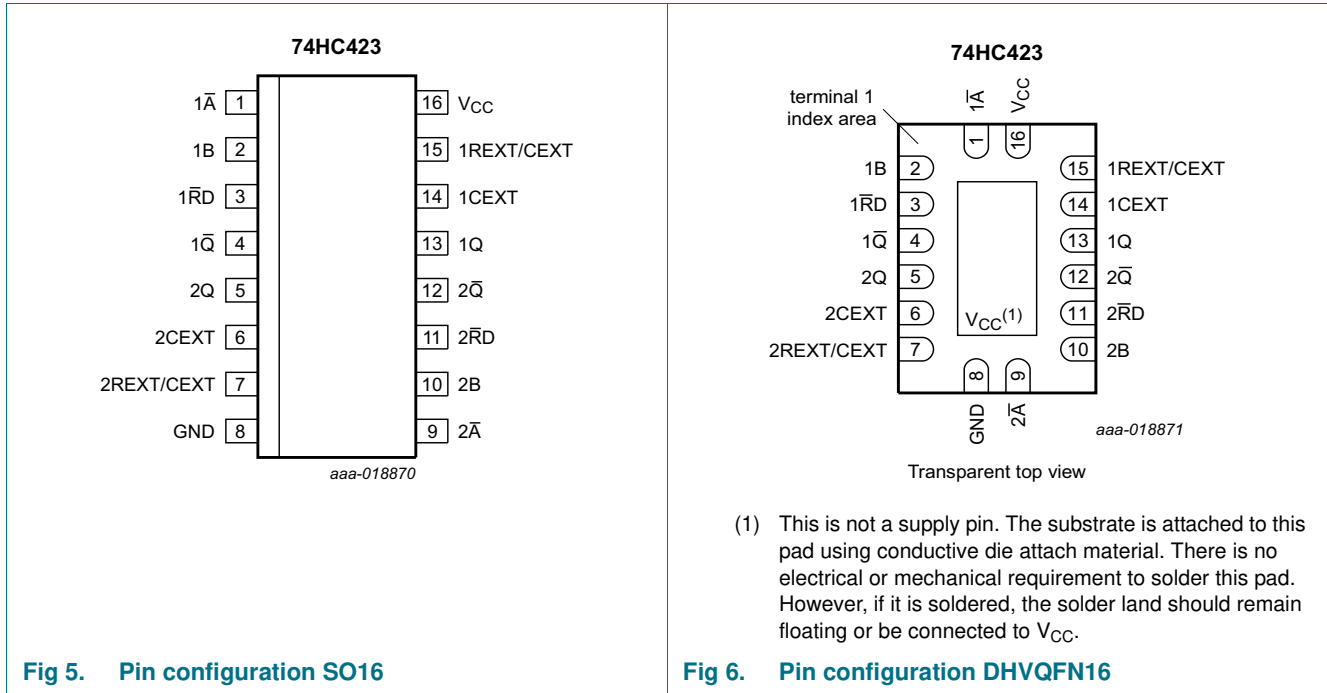 74HC423
1A̅ 1
16 VCC
1B 2
15 1REXT/CEXT
1R̅D 3
14 1CEXT
1Q̅ 4
13 1Q
2Q 5
12 2Q̅
2CEXT 6
11 2R̅D
2REXT/CEXT 7
10 2B
GND 8
9 2A̅
aaa-018870
Fig 5. Pin configuration SO16
74HC423
terminal 1
index area
1A̅
VCC
1
16
1B 2
15 1REXT/CEXT
1R̅D 3
14 1CEXT
1Q̅ 4
13 1Q
2Q 5
12 2Q̅
2CEXT 6
11 2R̅D
VCC(1)
2REXT/CEXT 7
10 2B
8
9
GND
2A̅
aaa-018871
Transparent top view
(1) This is not a supply pin. The substrate is attached to this
pad using conductive die attach material. There is no
electrical or mechanical requirement to solder this pad.
However, if it is soldered, the solder land should remain
floating or be connected to VCC.
Fig 6. Pin configuration DHVQFN16